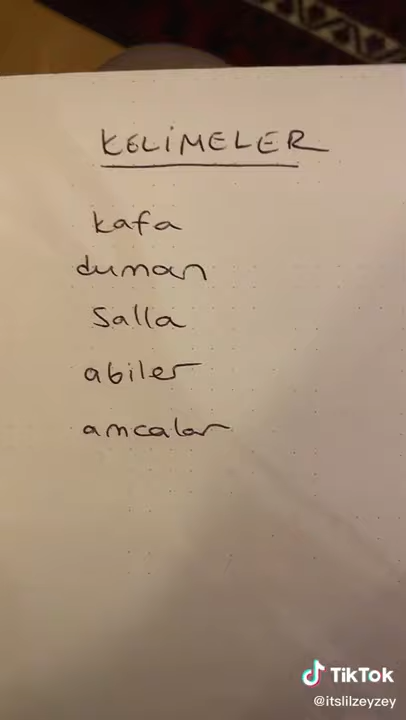 KELİMELER
kafa
duman
Salla
abiler
amcalar
TikTok
@itslilzeyzey